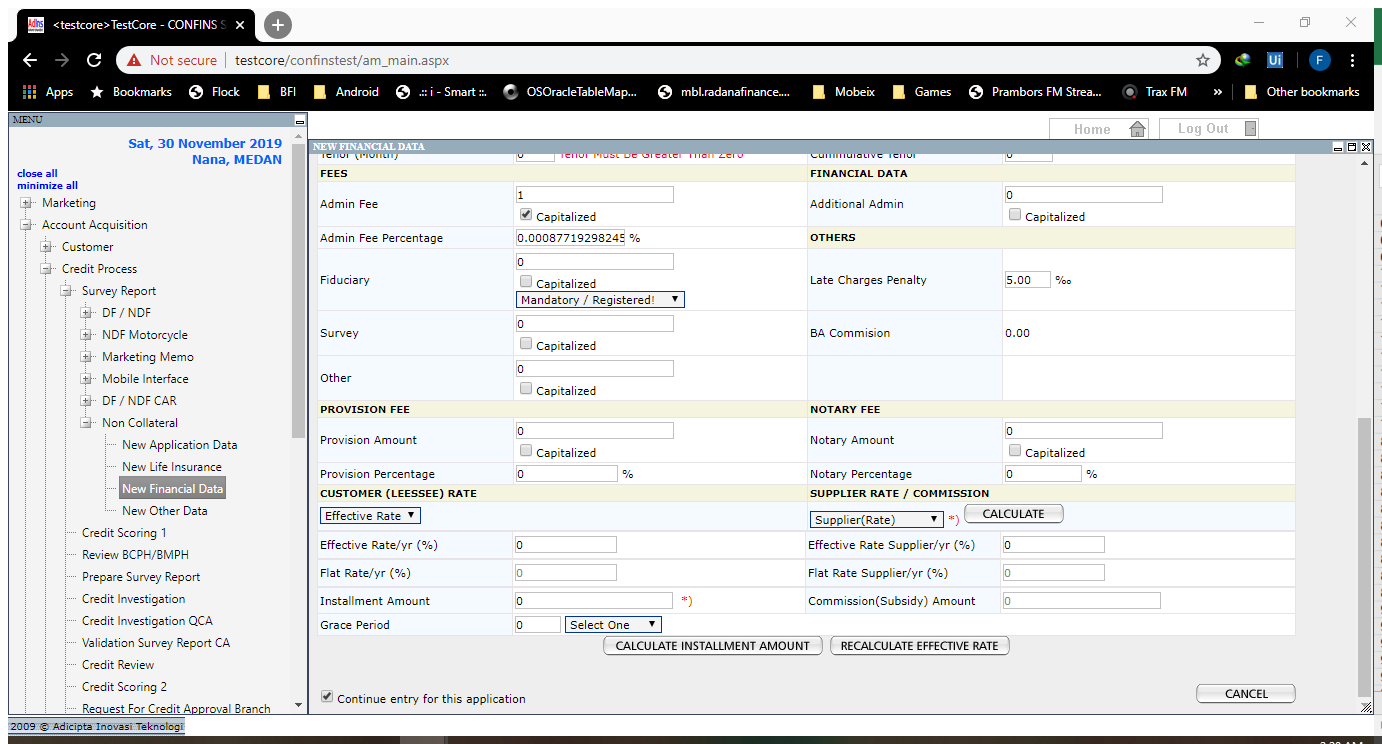 <testcore>TestCore - CONFINS S
Not secure testcore/confinstest/am_main.aspx Ui F
Apps Bookmarks Flock BFI Android .:: i - Smart ::. OSOracleTableMap... mbl.radanafinance.... Mobeix Games Prambors FM Strea... Trax FM » Other bookmarks
MENU
Sat, 30 November 2019
Nana, MEDAN
close all
minimize all
Marketing
Account Acquisition
Customer
Credit Process
Survey Report
DF / NDF
NDF Motorcycle
Marketing Memo
Mobile Interface
DF / NDF CAR
Non Collateral
New Application Data
New Life Insurance
New Financial Data
New Other Data
Credit Scoring 1
Review BCPH/BMPH
Prepare Survey Report
Credit Investigation
Credit Investigation QCA
Validation Survey Report CA
Credit Review
Credit Scoring 2
Request For Credit Approval Branch
2009 © Adicipta Inovasi Teknologi
Home Log Out
NEW FINANCIAL DATA
Tenor (Month) 0 Tenor Must Be Greater Than Zero Cummulative Tenor 0
FEES FINANCIAL DATA
Admin Fee 1 Additional Admin 0
Capitalized Capitalized
Admin Fee Percentage 0.00087719298245 % OTHERS
Fiduciary 0 Late Charges Penalty 5.00 ‰
Capitalized
Mandatory / Registered!
Survey 0 BA Commision 0.00
Capitalized
Other 0
Capitalized
PROVISION FEE NOTARY FEE
Provision Amount 0 Notary Amount 0
Capitalized Capitalized
Provision Percentage 0 % Notary Percentage 0 %
CUSTOMER (LEESSEE) RATE SUPPLIER RATE / COMMISSION
Effective Rate Supplier(Rate) *) CALCULATE
Effective Rate/yr (%) 0 Effective Rate Supplier/yr (%) 0
Flat Rate/yr (%) 0 Flat Rate Supplier/yr (%) 0
Installment Amount 0 *) Commission(Subsidy) Amount 0
Grace Period 0 Select One
CALCULATE INSTALLMENT AMOUNT RECALCULATE EFFECTIVE RATE
Continue entry for this application CANCEL